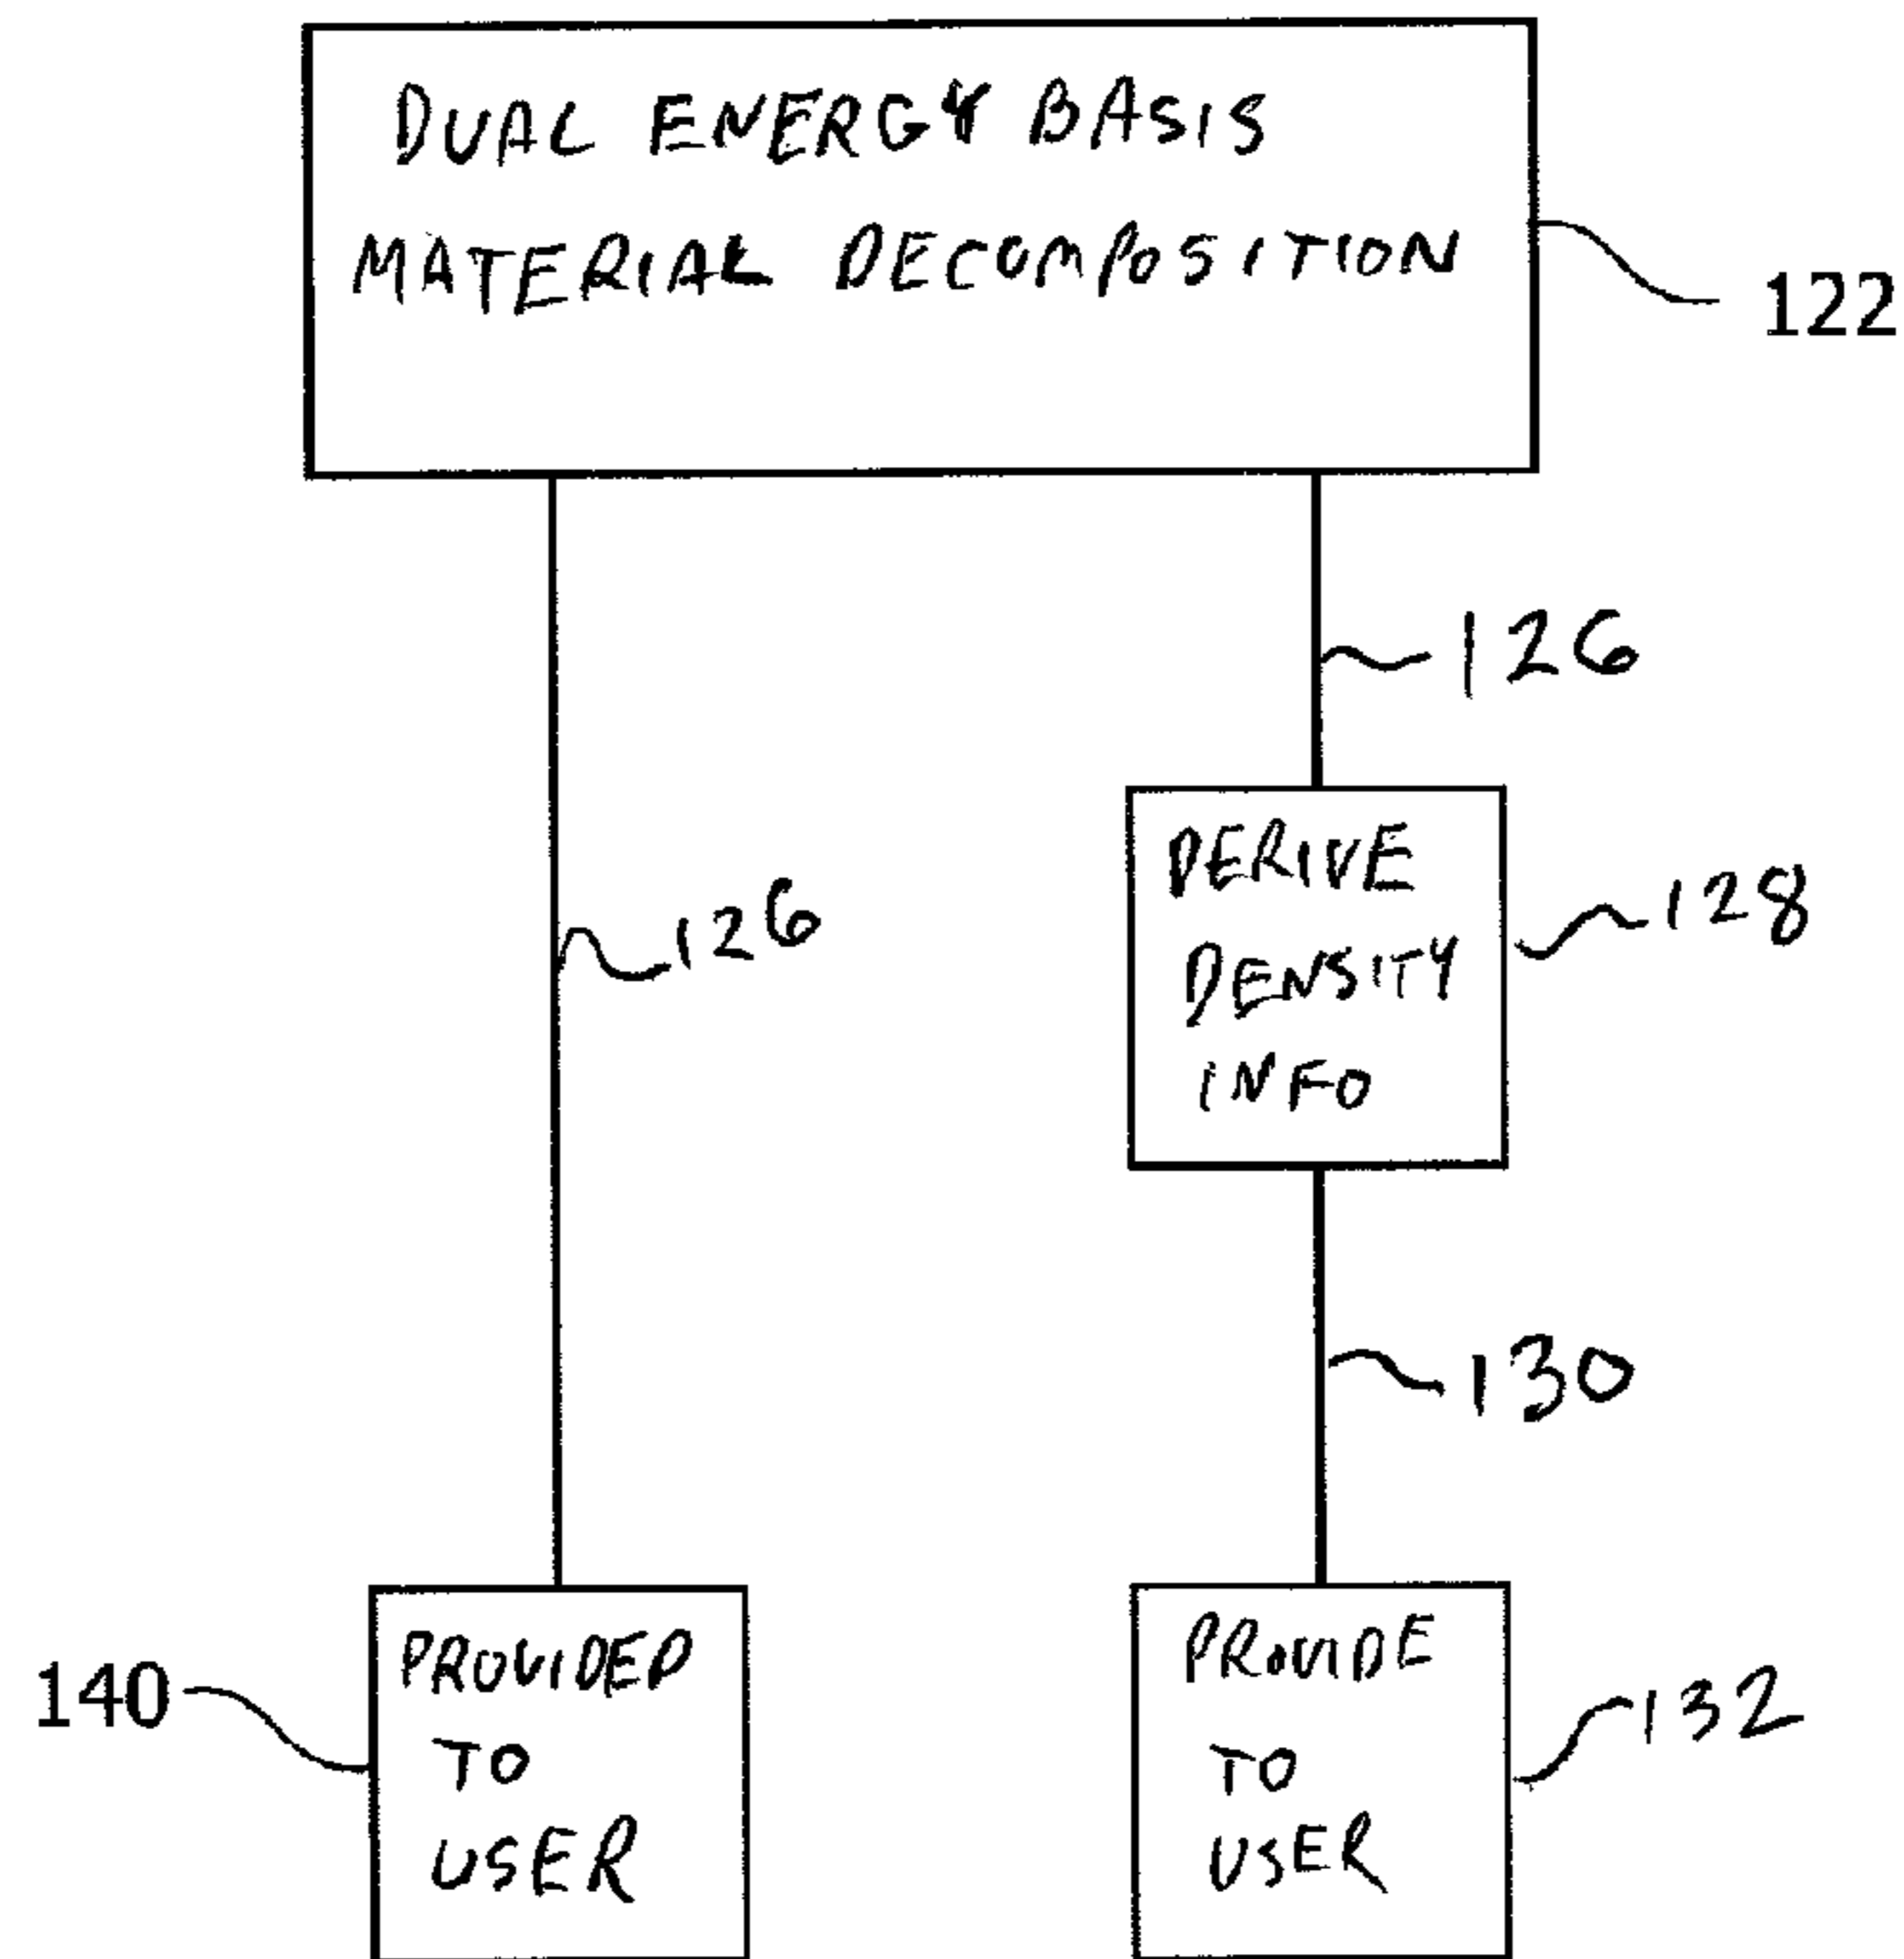 DUAL ENERGY BASIS
MATERIAL DECOMPOSITION
122
126
126
DERIVE
DENSITY
INFO
128
130
PROVIDED
TO
USER
140
PROVIDE
TO
USER
132